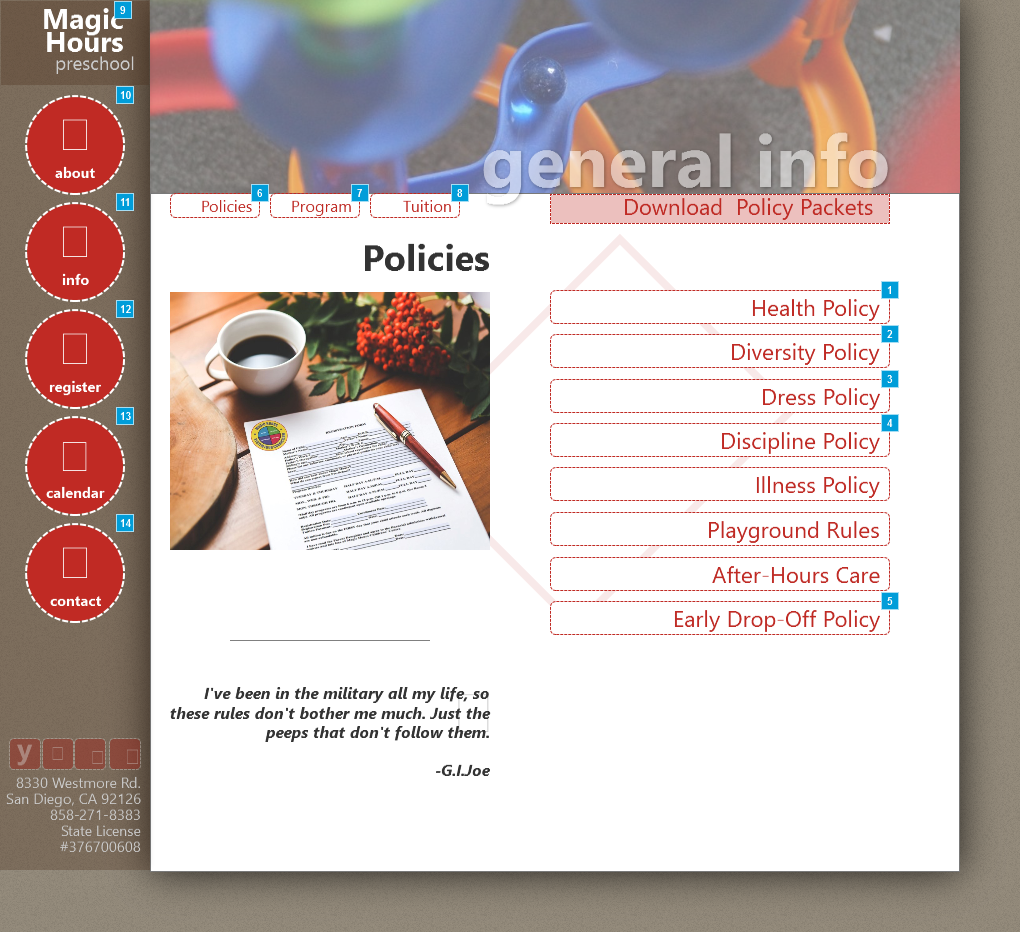 Magic
Hours
preschool
9
10
about
11
info
12
register
13
calendar
14
contact
y
8330 Westmore Rd.
San Diego, CA 92126
858-271-8383
State License
#376700608
general info
Policies 6
Program 7
Tuition 8
Download Policy Packets
Policies
REGISTRATION FORM
Health Policy 1
Diversity Policy 2
Dress Policy 3
Discipline Policy 4
Illness Policy
Playground Rules
After-Hours Care
Early Drop-Off Policy 5
I've been in the military all my life, so
these rules don't bother me much. Just the
peeps that don't follow them.
-G.I.Joe